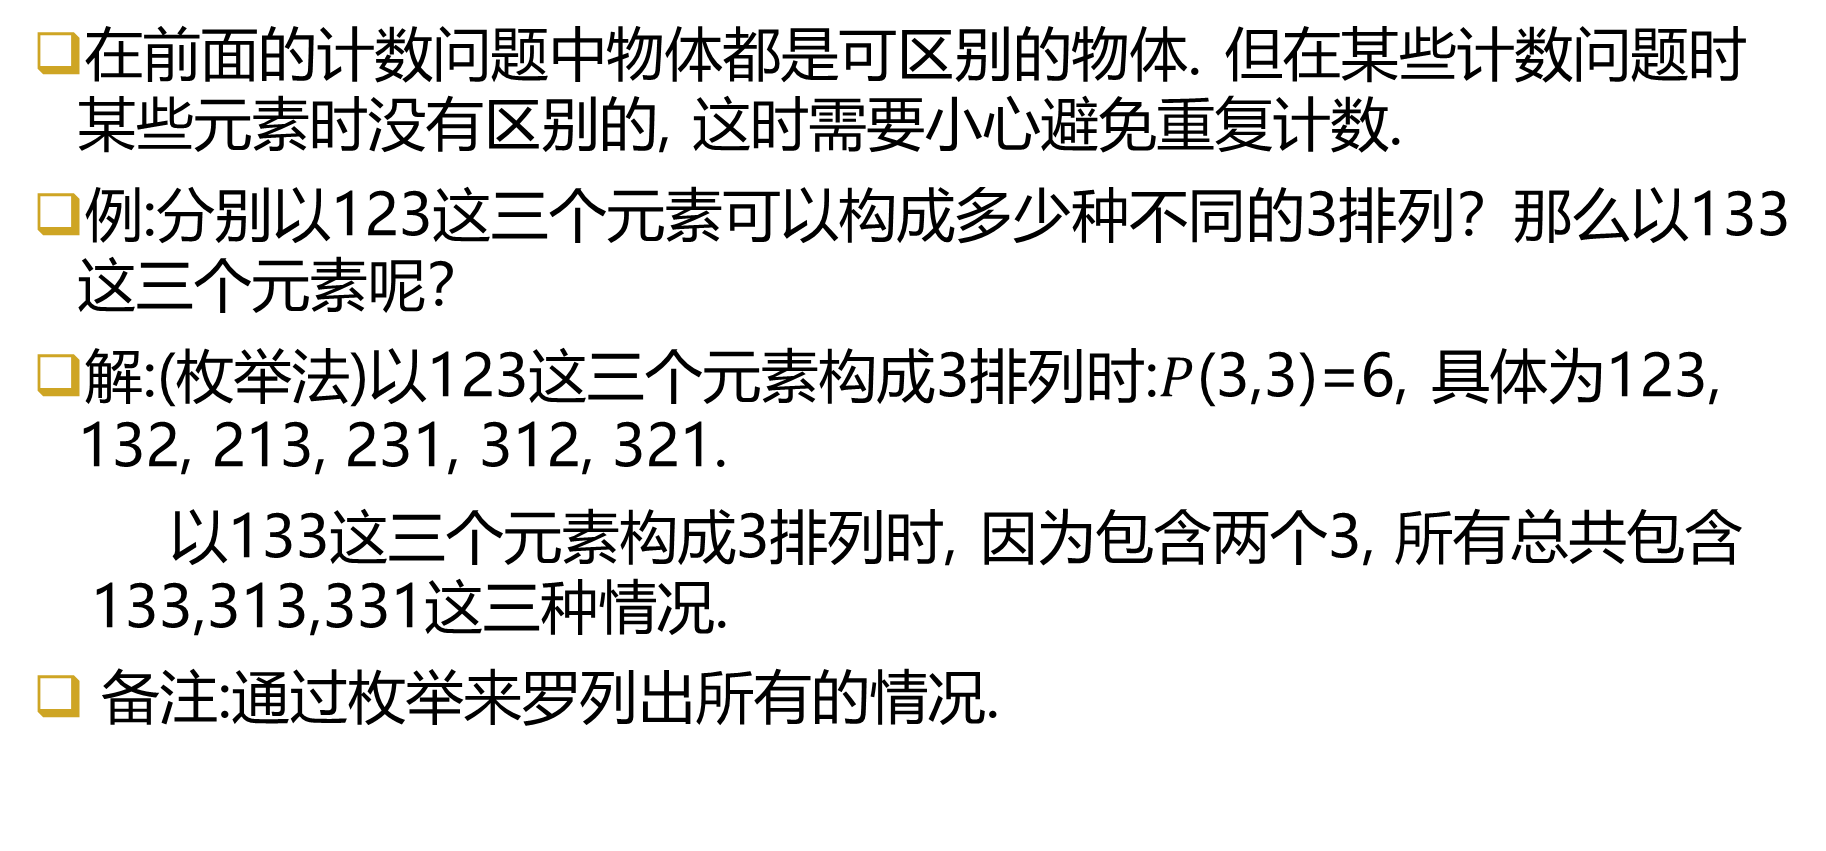 在前面的计数问题中物体都是可区别的物体. 但在某些计数问题时
某些元素时没有区别的, 这时需要小心避免重复计数.
例:分别以123这三个元素可以构成多少种不同的3排列？那么以133
这三个元素呢？
解:(枚举法)以123这三个元素构成3排列时:P(3,3)=6, 具体为123,
132, 213, 231, 312, 321.
以133这三个元素构成3排列时, 因为包含两个3, 所有总共包含
133,313,331这三种情况.
备注:通过枚举来罗列出所有的情况.